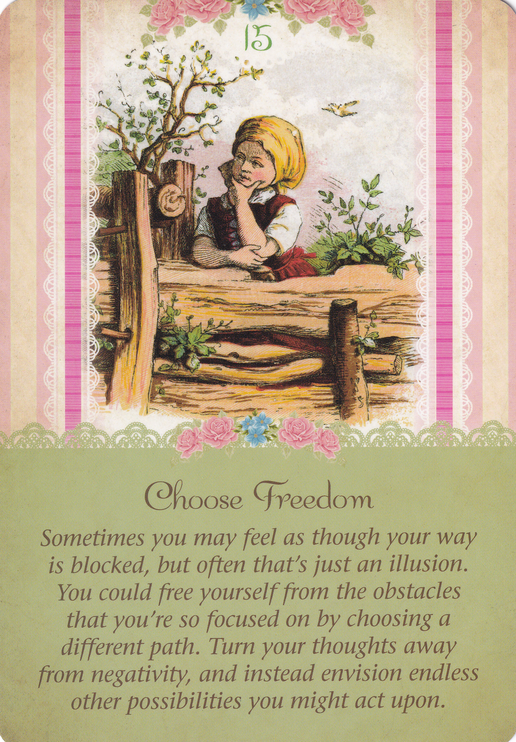 15
Choose Freedom
Sometimes you may feel as though your way
is blocked, but often that's just an illusion.
You could free yourself from the obstacles
that you're so focused on by choosing a
different path. Turn your thoughts away
from negativity, and instead envision endless
other possibilities you might act upon.